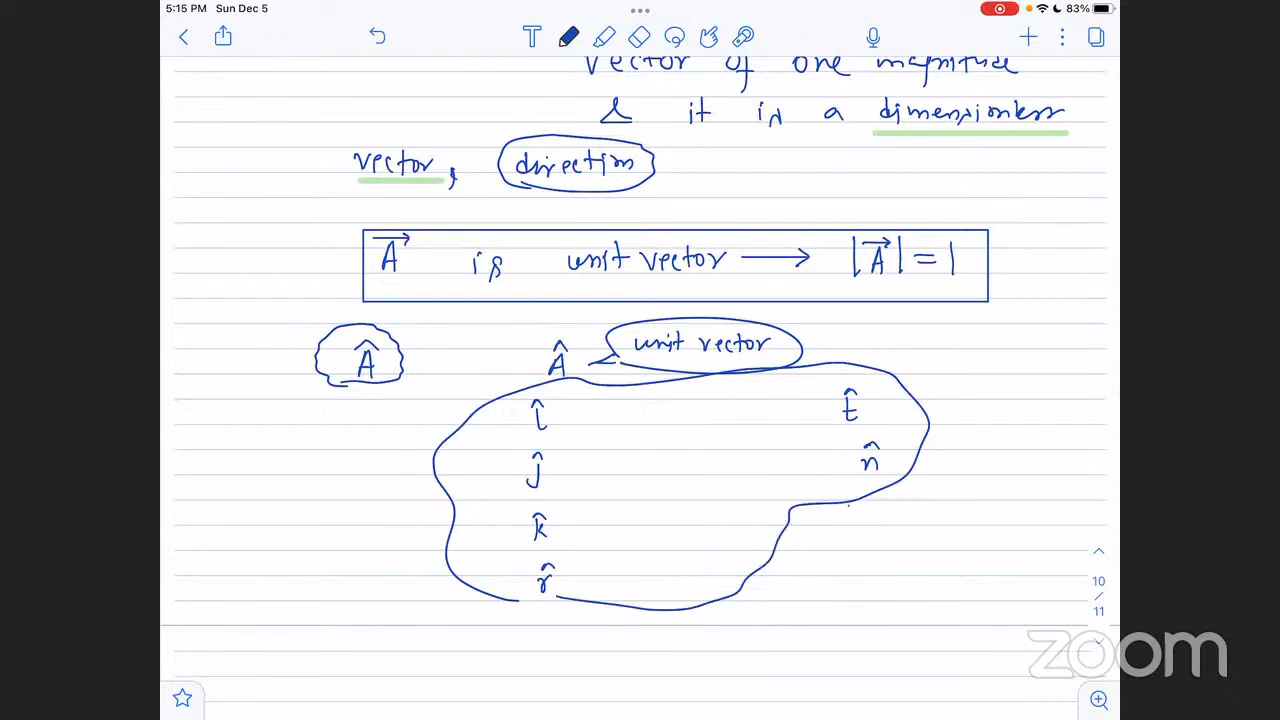 5:15 PM Sun Dec 5
83%
vector of one magnitude
& it is a dimensionless
vector, direction
A⃗ is unit vector → |A⃗| = 1
Â Â unit vector
î t̂
ĵ n̂
k̂
r̂
10
/
11
zoom